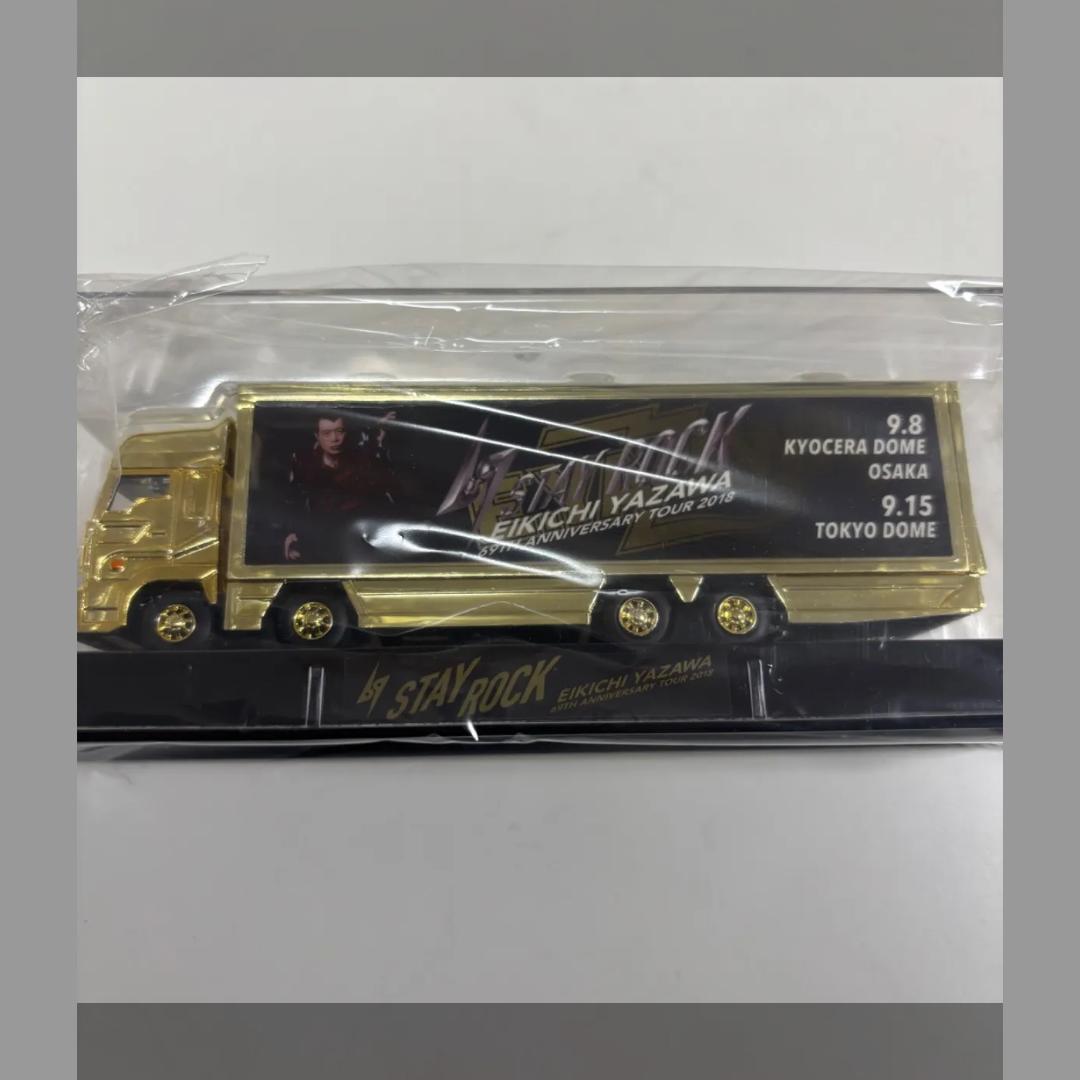 STAY ROCK
EIKICHI YAZAWA
69TH ANNIVERSARY TOUR 2018
9.8
KYOCERA DOME
OSAKA
9.15
TOKYO DOME
69 STAY ROCK
EIKICHI YAZAWA
69TH ANNIVERSARY TOUR 2018